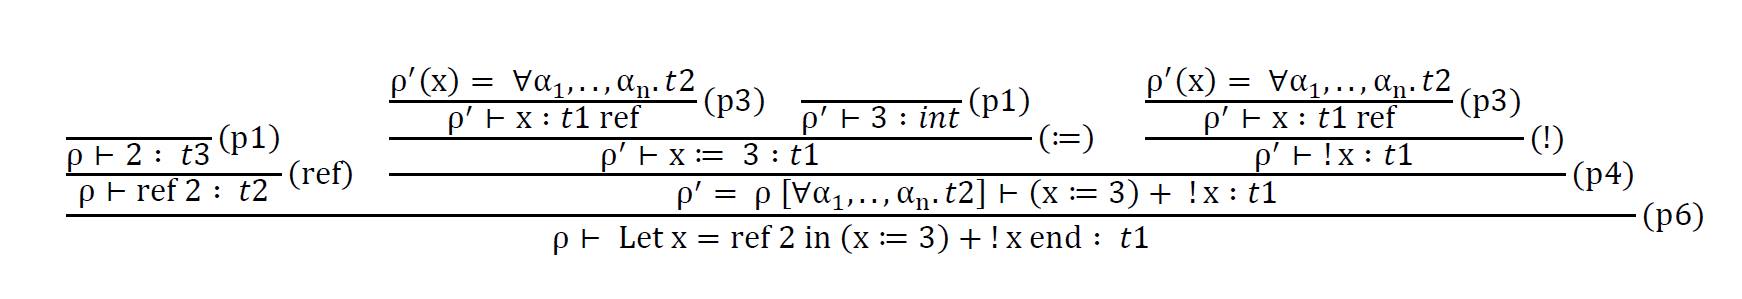 ρ′(x) = ∀α₁,..,αₙ.t2 (p3) ρ′(x) = ∀α₁,..,αₙ.t2 (p3)
ρ′ ⊢ x : t1 ref ρ′ ⊢ 3 : int (p1) ρ′ ⊢ x : t1 ref
ρ ⊢ 2 : t3 (p1) ρ′ ⊢ x ≔ 3 : t1 (≔) ρ′ ⊢ ! x : t1 (!)
ρ ⊢ ref 2 : t2 (ref) ρ′ = ρ [∀α₁,..,αₙ.t2] ⊢ (x ≔ 3) + ! x : t1 (p4)
ρ ⊢ Let x = ref 2 in (x ≔ 3) + ! x end : t1 (p6)